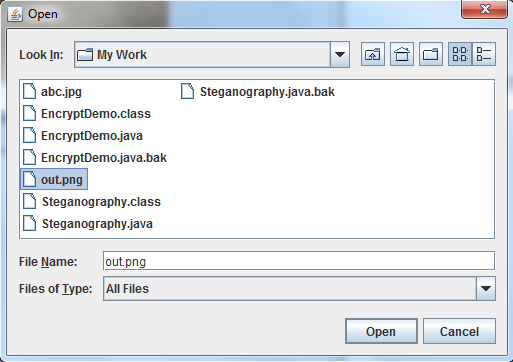 Open
Look In: My Work
abc.jpg
EncryptDemo.class
EncryptDemo.java
EncryptDemo.java.bak
out.png
Steganography.class
Steganography.java
Steganography.java.bak
File Name: out.png
Files of Type: All Files
Open Cancel